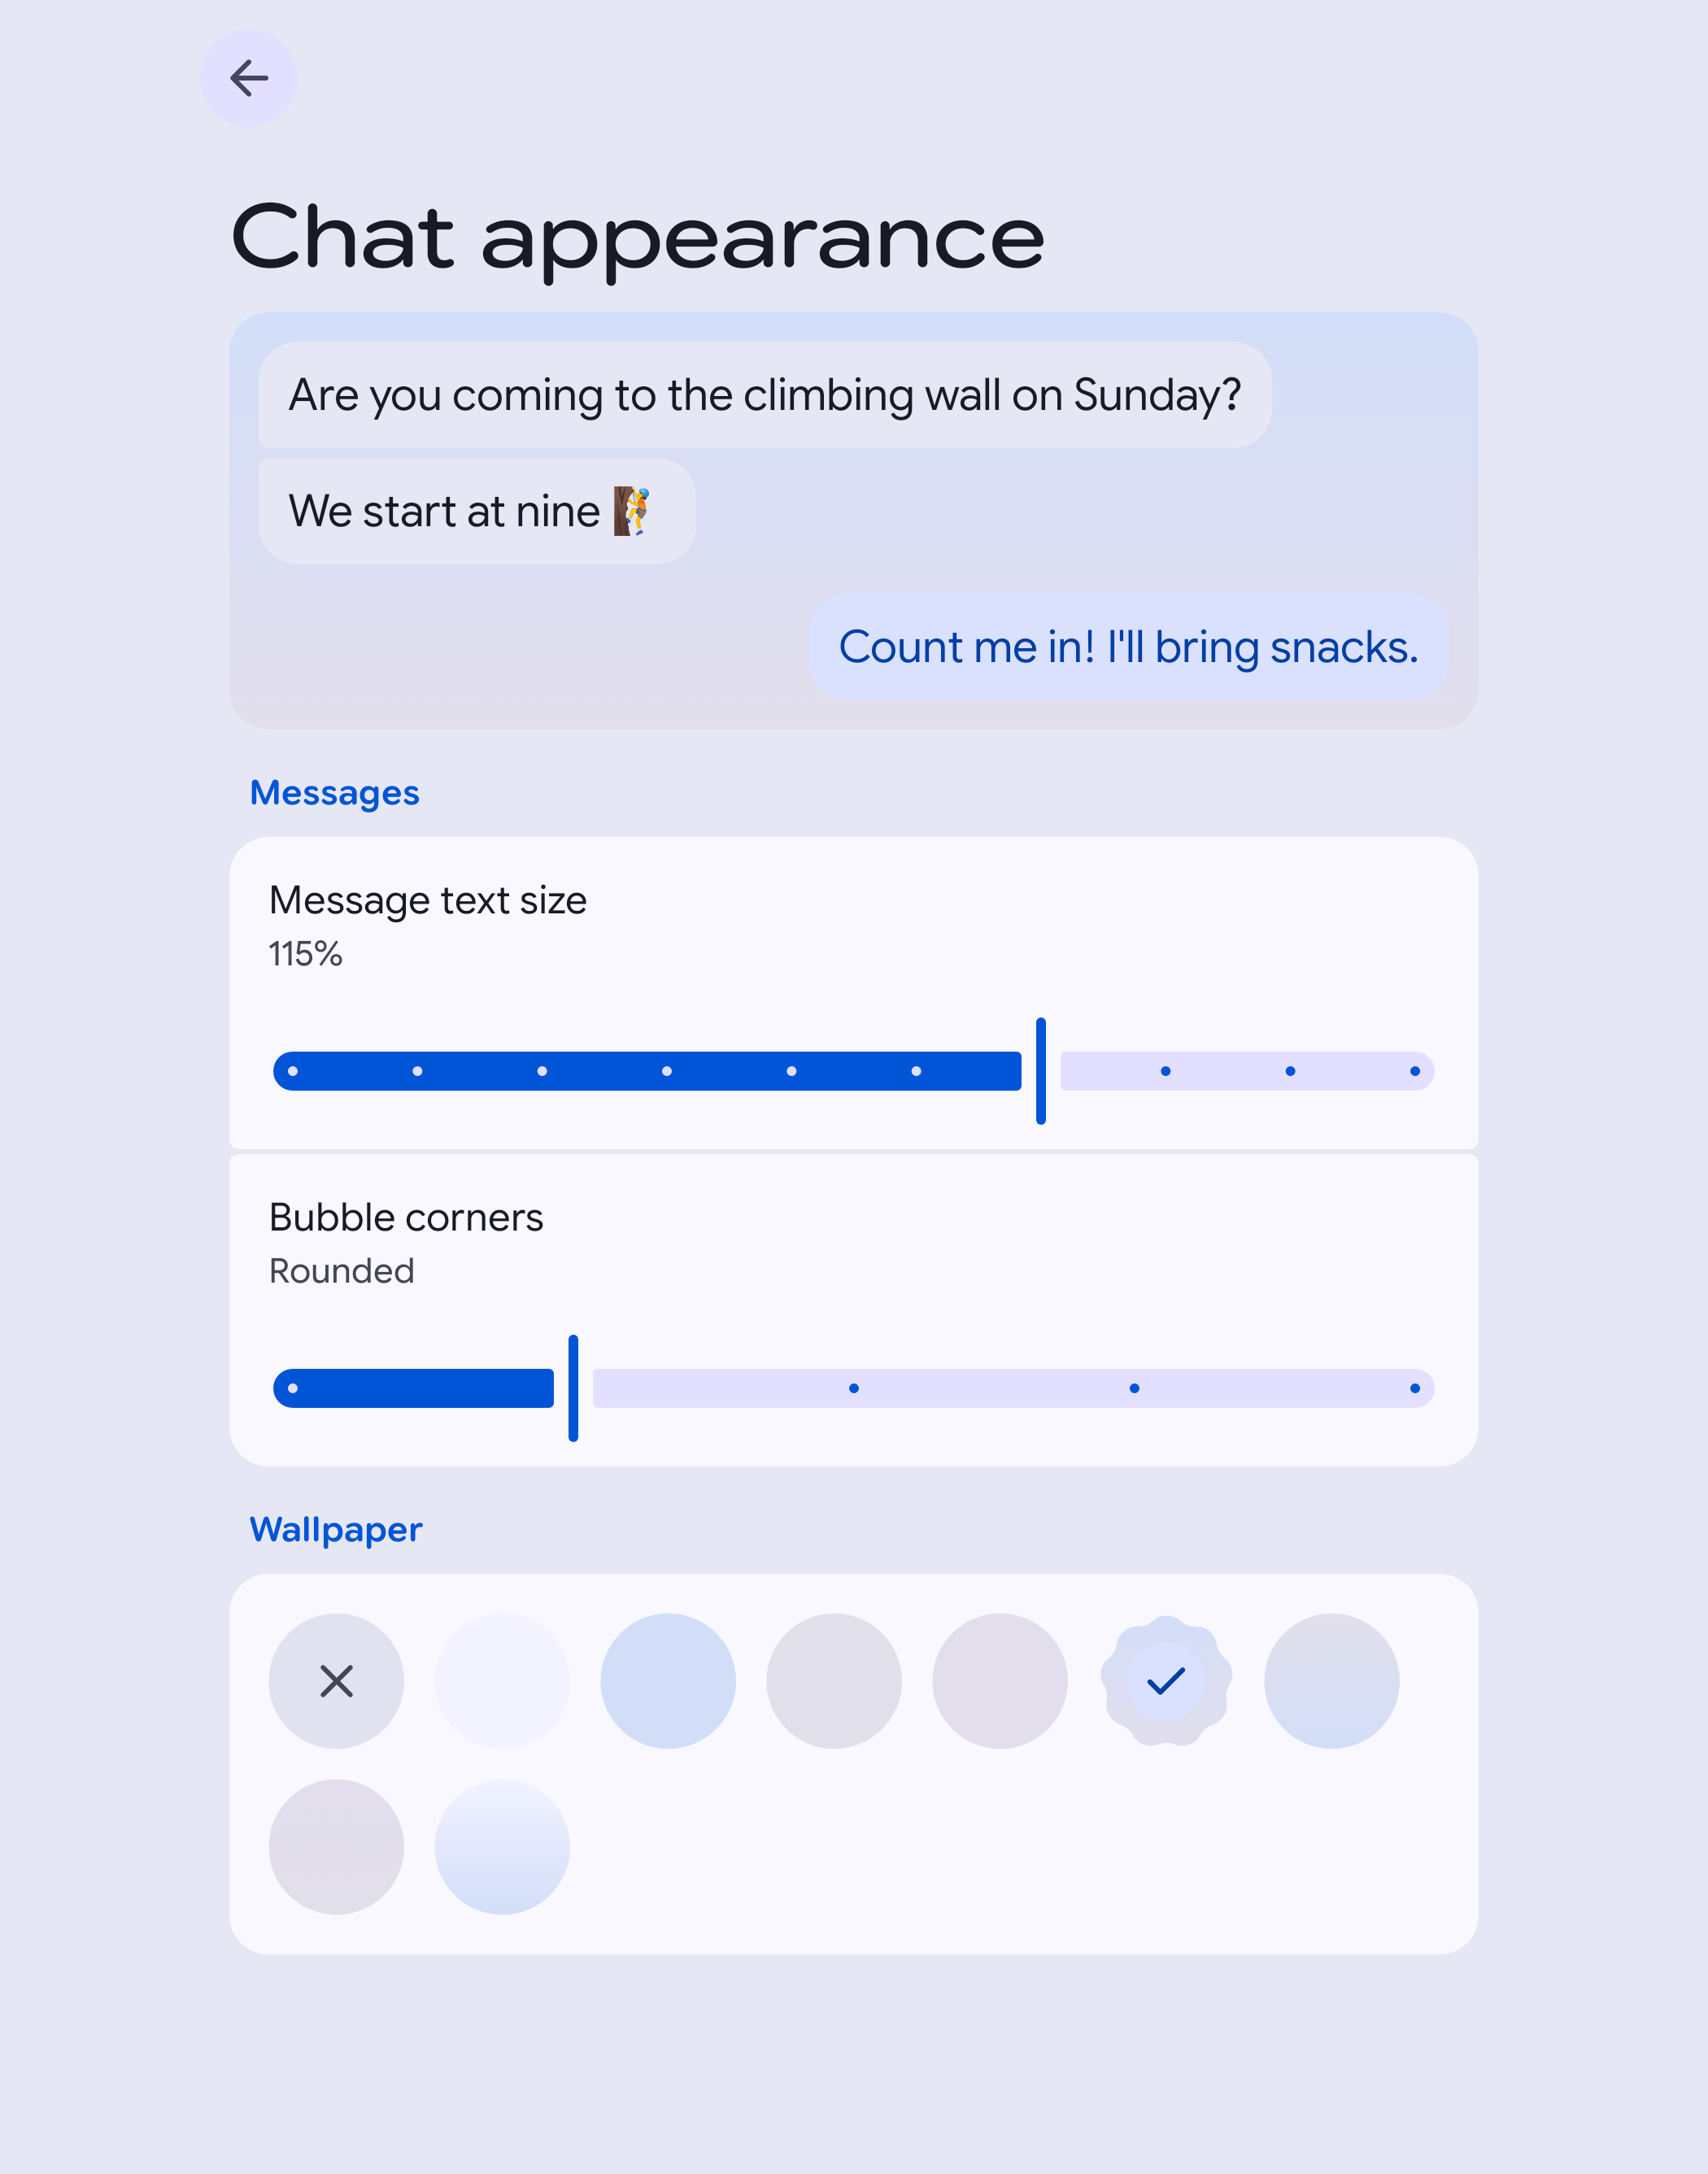 Chat appearance
Are you coming to the climbing wall on Sunday?
We start at nine 🧗
Count me in! I'll bring snacks.
Messages
Message text size
115%
Bubble corners
Rounded
Wallpaper